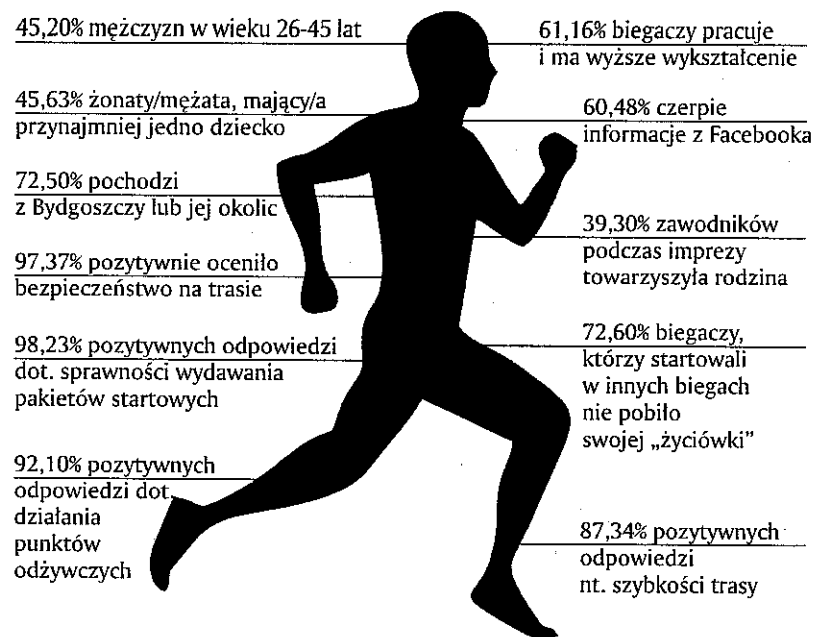 45,20% mężczyzn w wieku 26-45 lat
45,63% żonaty/mężata, mający/a
przynajmniej jedno dziecko
72,50% pochodzi
z Bydgoszczy lub jej okolic
97,37% pozytywnie oceniło
bezpieczeństwo na trasie
98,23% pozytywnych odpowiedzi
dot. sprawności wydawania
pakietów startowych
92,10% pozytywnych
odpowiedzi dot.
działania
punktów
odżywczych
61,16% biegaczy pracuje
i ma wyższe wykształcenie
60,48% czerpie
informacje z Facebooka
39,30% zawodników
podczas imprezy
towarzyszyła rodzina
72,60% biegaczy,
którzy startowali
w innych biegach
nie pobiło
swojej „życiówki”
87,34% pozytywnych
odpowiedzi
nt. szybkości trasy